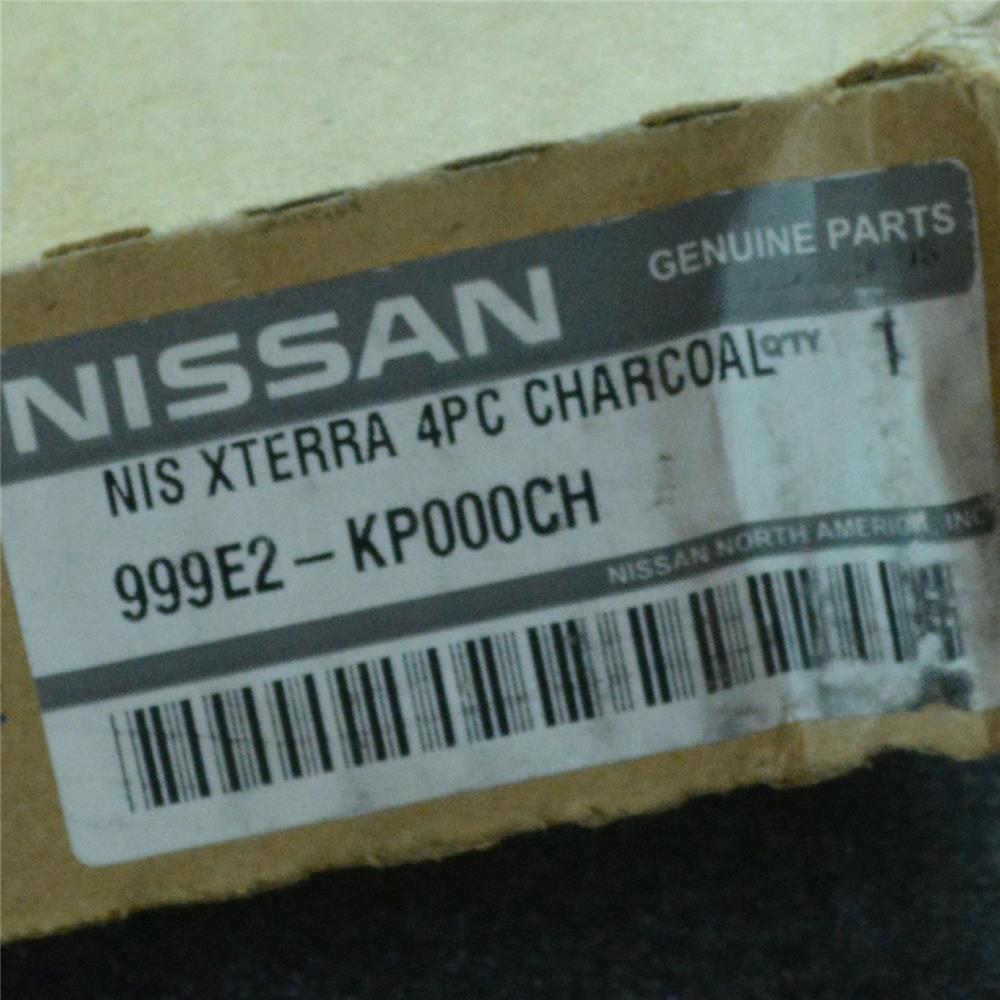 NISSAN GENUINE PARTS
NIS XTERRA 4PC CHARCOAL QTY 1
999E2-KP000CH
NISSAN NORTH AMERICA, INC